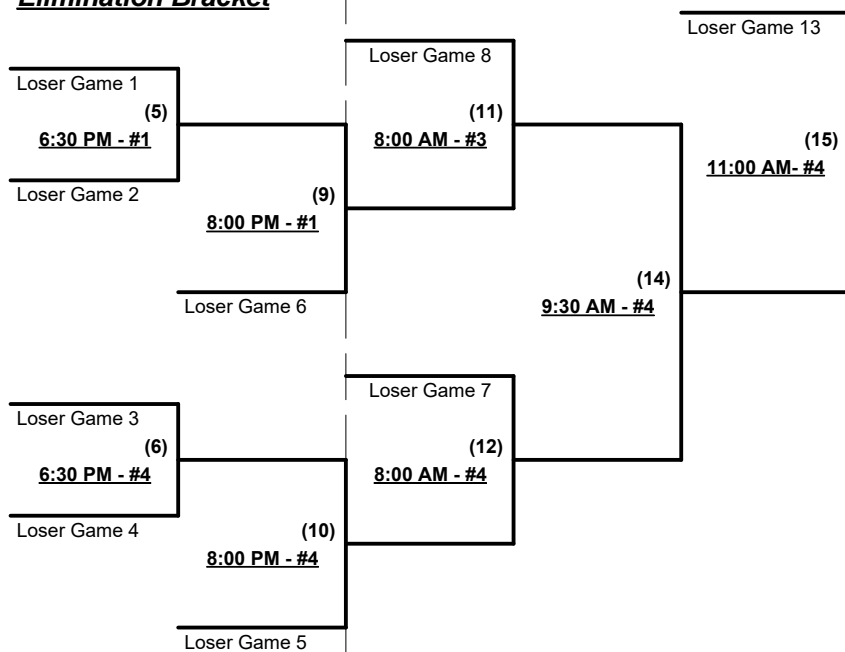 Elimination Bracket
Loser Game 13
Loser Game 8
Loser Game 1
(5)
6:30 PM - #1
(11)
8:00 AM - #3
(15)
11:00 AM- #4
Loser Game 2
(9)
8:00 PM - #1
(14)
9:30 AM - #4
Loser Game 6
Loser Game 7
Loser Game 3
(6)
6:30 PM - #4
(12)
8:00 AM - #4
Loser Game 4
(10)
8:00 PM - #4
Loser Game 5